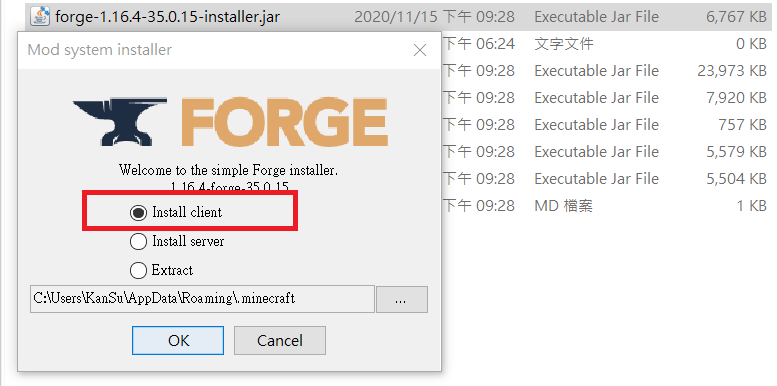 forge-1.16.4-35.0.15-installer.jar 2020/11/15 下午 09:28 Executable Jar File 6,767 KB
下午 06:24 文字文件 0 KB
下午 09:28 Executable Jar File 23,973 KB
下午 09:28 Executable Jar File 7,920 KB
下午 09:28 Executable Jar File 757 KB
下午 09:28 Executable Jar File 5,579 KB
下午 09:28 Executable Jar File 5,504 KB
下午 09:28 MD 檔案 1 KB
Mod system installer
FORGE
Welcome to the simple Forge installer.
1.16.4-forge-35.0.15
Install client
Install server
Extract
C:\Users\KanSu\AppData\Roaming\.minecraft ...
OK Cancel